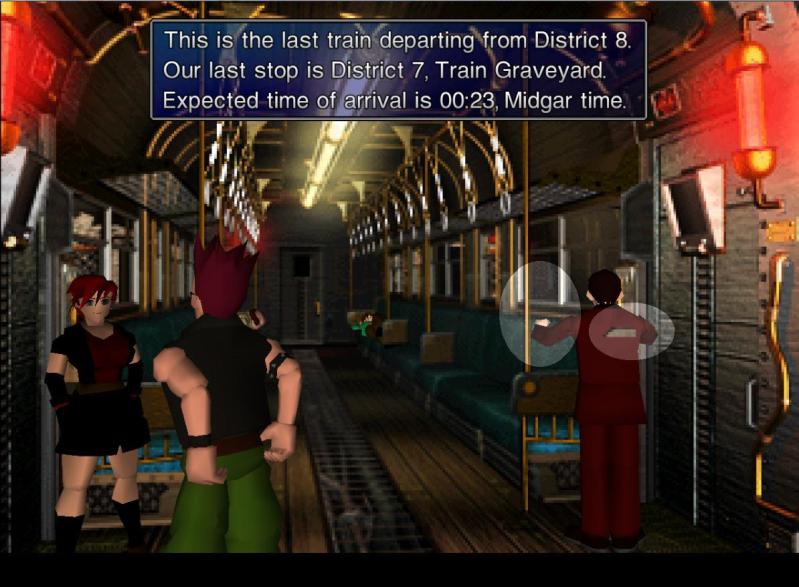 This is the last train departing from District 8.
Our last stop is District 7, Train Graveyard.
Expected time of arrival is 00:23, Midgar time.